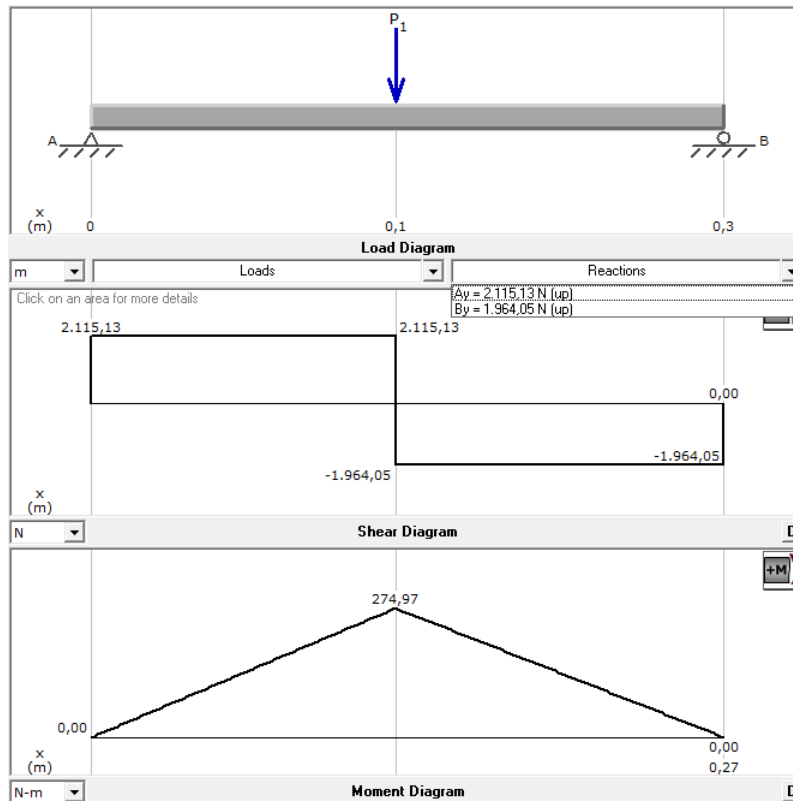 P1
A
B
x
(m)
0
0,1
0,3
Load Diagram
m
Loads
Reactions
Click on an area for more details
Ay = 2.115,13 N (up)
By = 1.964,05 N (up)
2.115,13
2.115,13
0,00
-1.964,05
-1.964,05
x
(m)
N
Shear Diagram
D
+M
274,97
0,00
0,00
x
(m)
0,27
N-m
Moment Diagram
D